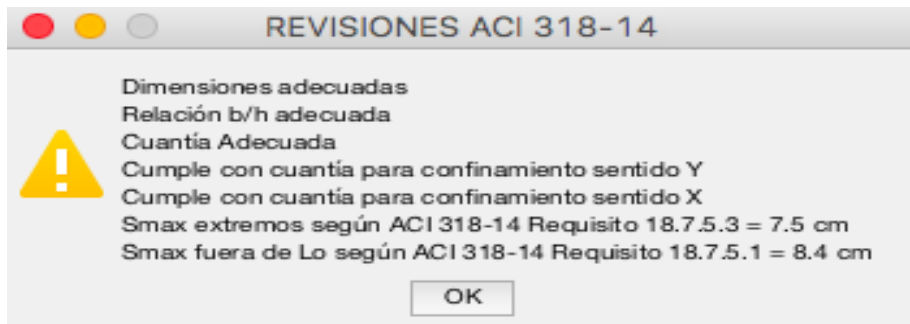 REVISIONES ACI 318-14
Dimensiones adecuadas
Relación b/h adecuada
Cuantía Adecuada
Cumple con cuantía para confinamiento sentido Y
Cumple con cuantía para confinamiento sentido X
Smax extremos según ACI 318-14 Requisito 18.7.5.3 = 7.5 cm
Smax fuera de Lo según ACI 318-14 Requisito 18.7.5.1 = 8.4 cm
OK